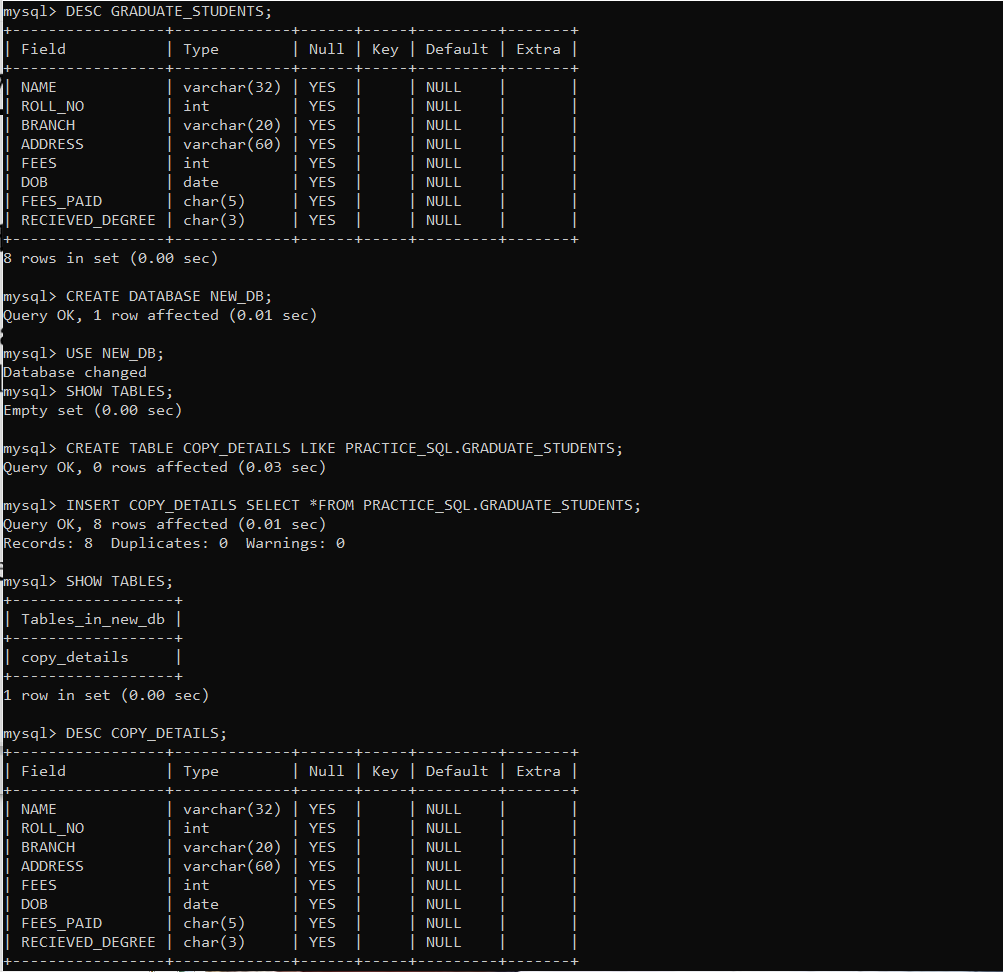 mysql> DESC GRADUATE_STUDENTS;
+-----------------+-------------+------+-----+---------+-------+
| Field           | Type        | Null | Key | Default | Extra |
+-----------------+-------------+------+-----+---------+-------+
| NAME            | varchar(32) | YES  |     | NULL    |       |
| ROLL_NO         | int         | YES  |     | NULL    |       |
| BRANCH          | varchar(20) | YES  |     | NULL    |       |
| ADDRESS         | varchar(60) | YES  |     | NULL    |       |
| FEES            | int         | YES  |     | NULL    |       |
| DOB             | date        | YES  |     | NULL    |       |
| FEES_PAID       | char(5)     | YES  |     | NULL    |       |
| RECIEVED_DEGREE | char(3)     | YES  |     | NULL    |       |
+-----------------+-------------+------+-----+---------+-------+
8 rows in set (0.00 sec)

mysql> CREATE DATABASE NEW_DB;
Query OK, 1 row affected (0.01 sec)

mysql> USE NEW_DB;
Database changed
mysql> SHOW TABLES;
Empty set (0.00 sec)

mysql> CREATE TABLE COPY_DETAILS LIKE PRACTICE_SQL.GRADUATE_STUDENTS;
Query OK, 0 rows affected (0.03 sec)

mysql> INSERT COPY_DETAILS SELECT *FROM PRACTICE_SQL.GRADUATE_STUDENTS;
Query OK, 8 rows affected (0.01 sec)
Records: 8  Duplicates: 0  Warnings: 0

mysql> SHOW TABLES;
+------------------+
| Tables_in_new_db |
+------------------+
| copy_details     |
+------------------+
1 row in set (0.00 sec)

mysql> DESC COPY_DETAILS;
+-----------------+-------------+------+-----+---------+-------+
| Field           | Type        | Null | Key | Default | Extra |
+-----------------+-------------+------+-----+---------+-------+
| NAME            | varchar(32) | YES  |     | NULL    |       |
| ROLL_NO         | int         | YES  |     | NULL    |       |
| BRANCH          | varchar(20) | YES  |     | NULL    |       |
| ADDRESS         | varchar(60) | YES  |     | NULL    |       |
| FEES            | int         | YES  |     | NULL    |       |
| DOB             | date        | YES  |     | NULL    |       |
| FEES_PAID       | char(5)     | YES  |     | NULL    |       |
| RECIEVED_DEGREE | char(3)     | YES  |     | NULL    |       |
+-----------------+-------------+------+-----+---------+-------+